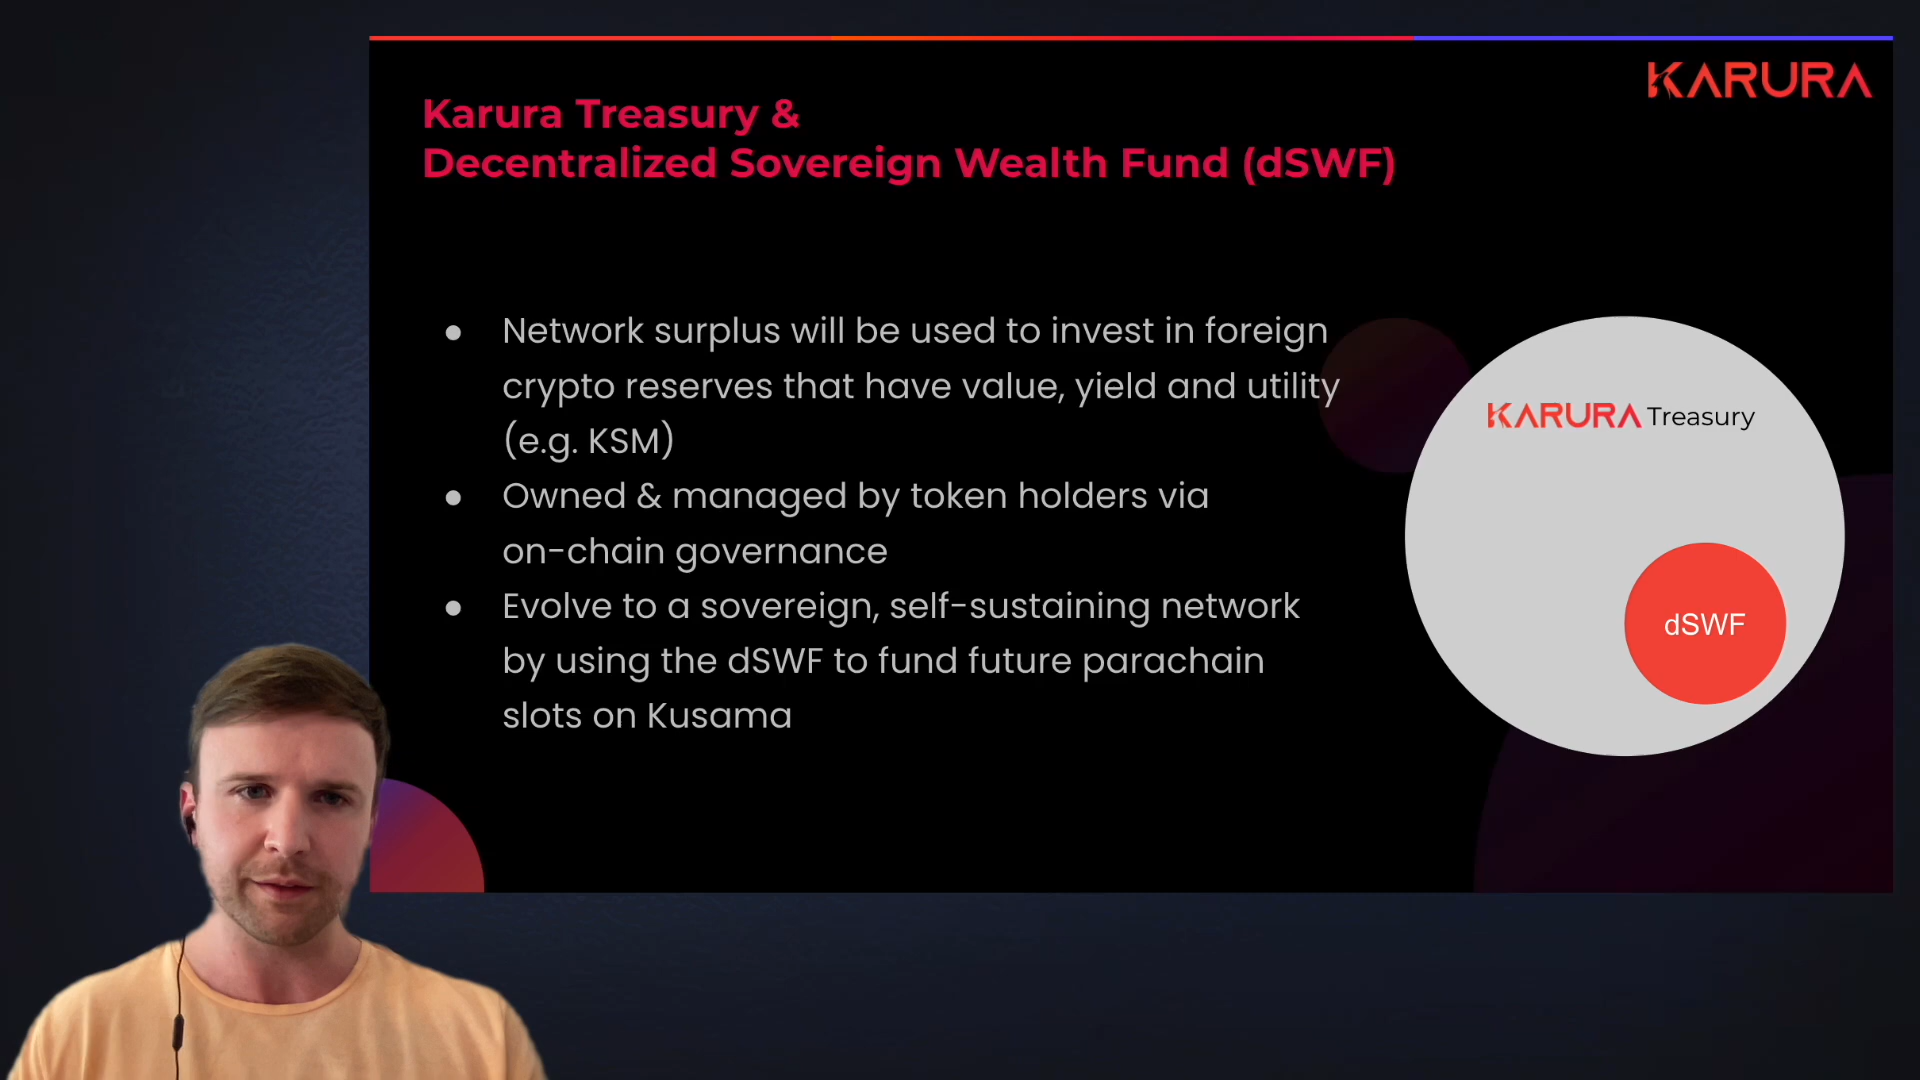 KARURA
Karura Treasury &
Decentralized Sovereign Wealth Fund (dSWF)
● Network surplus will be used to invest in foreign
crypto reserves that have value, yield and utility
(e.g. KSM)
● Owned & managed by token holders via
on-chain governance
● Evolve to a sovereign, self-sustaining network
by using the dSWF to fund future parachain
slots on Kusama
KARURA Treasury
dSWF